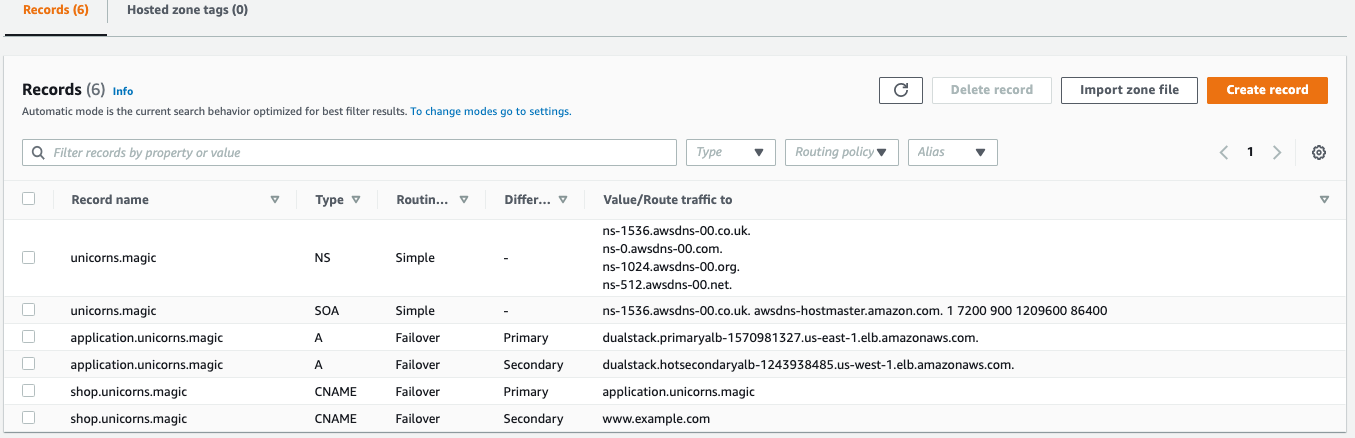 Records (6) Hosted zone tags (0)
Records (6) Info
Automatic mode is the current search behavior optimized for best filter results. To change modes go to settings.
Delete record Import zone file Create record
Filter records by property or value Type Routing policy Alias 1
Record name Type Routin... Differ... Value/Route traffic to
ns-1536.awsdns-00.co.uk.
ns-0.awsdns-00.com.
unicorns.magic NS Simple -
ns-1024.awsdns-00.org.
ns-512.awsdns-00.net.
unicorns.magic SOA Simple - ns-1536.awsdns-00.co.uk. awsdns-hostmaster.amazon.com. 1 7200 900 1209600 86400
application.unicorns.magic A Failover Primary dualstack.primaryalb-1570981327.us-east-1.elb.amazonaws.com.
application.unicorns.magic A Failover Secondary dualstack.hotsecondaryalb-1243938485.us-west-1.elb.amazonaws.com.
shop.unicorns.magic CNAME Failover Primary application.unicorns.magic
shop.unicorns.magic CNAME Failover Secondary www.example.com